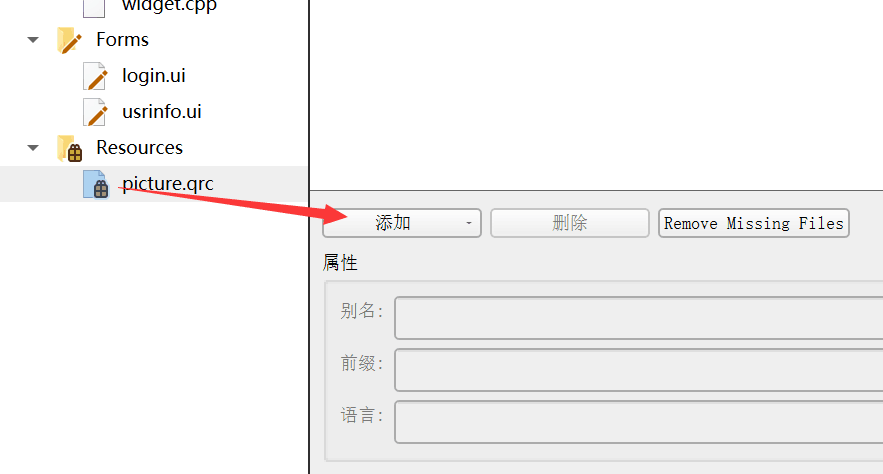 widget.cpp
Forms
login.ui
usrinfo.ui
Resources
picture.qrc
添加
删除
Remove Missing Files
属性
别名:
前缀:
语言: